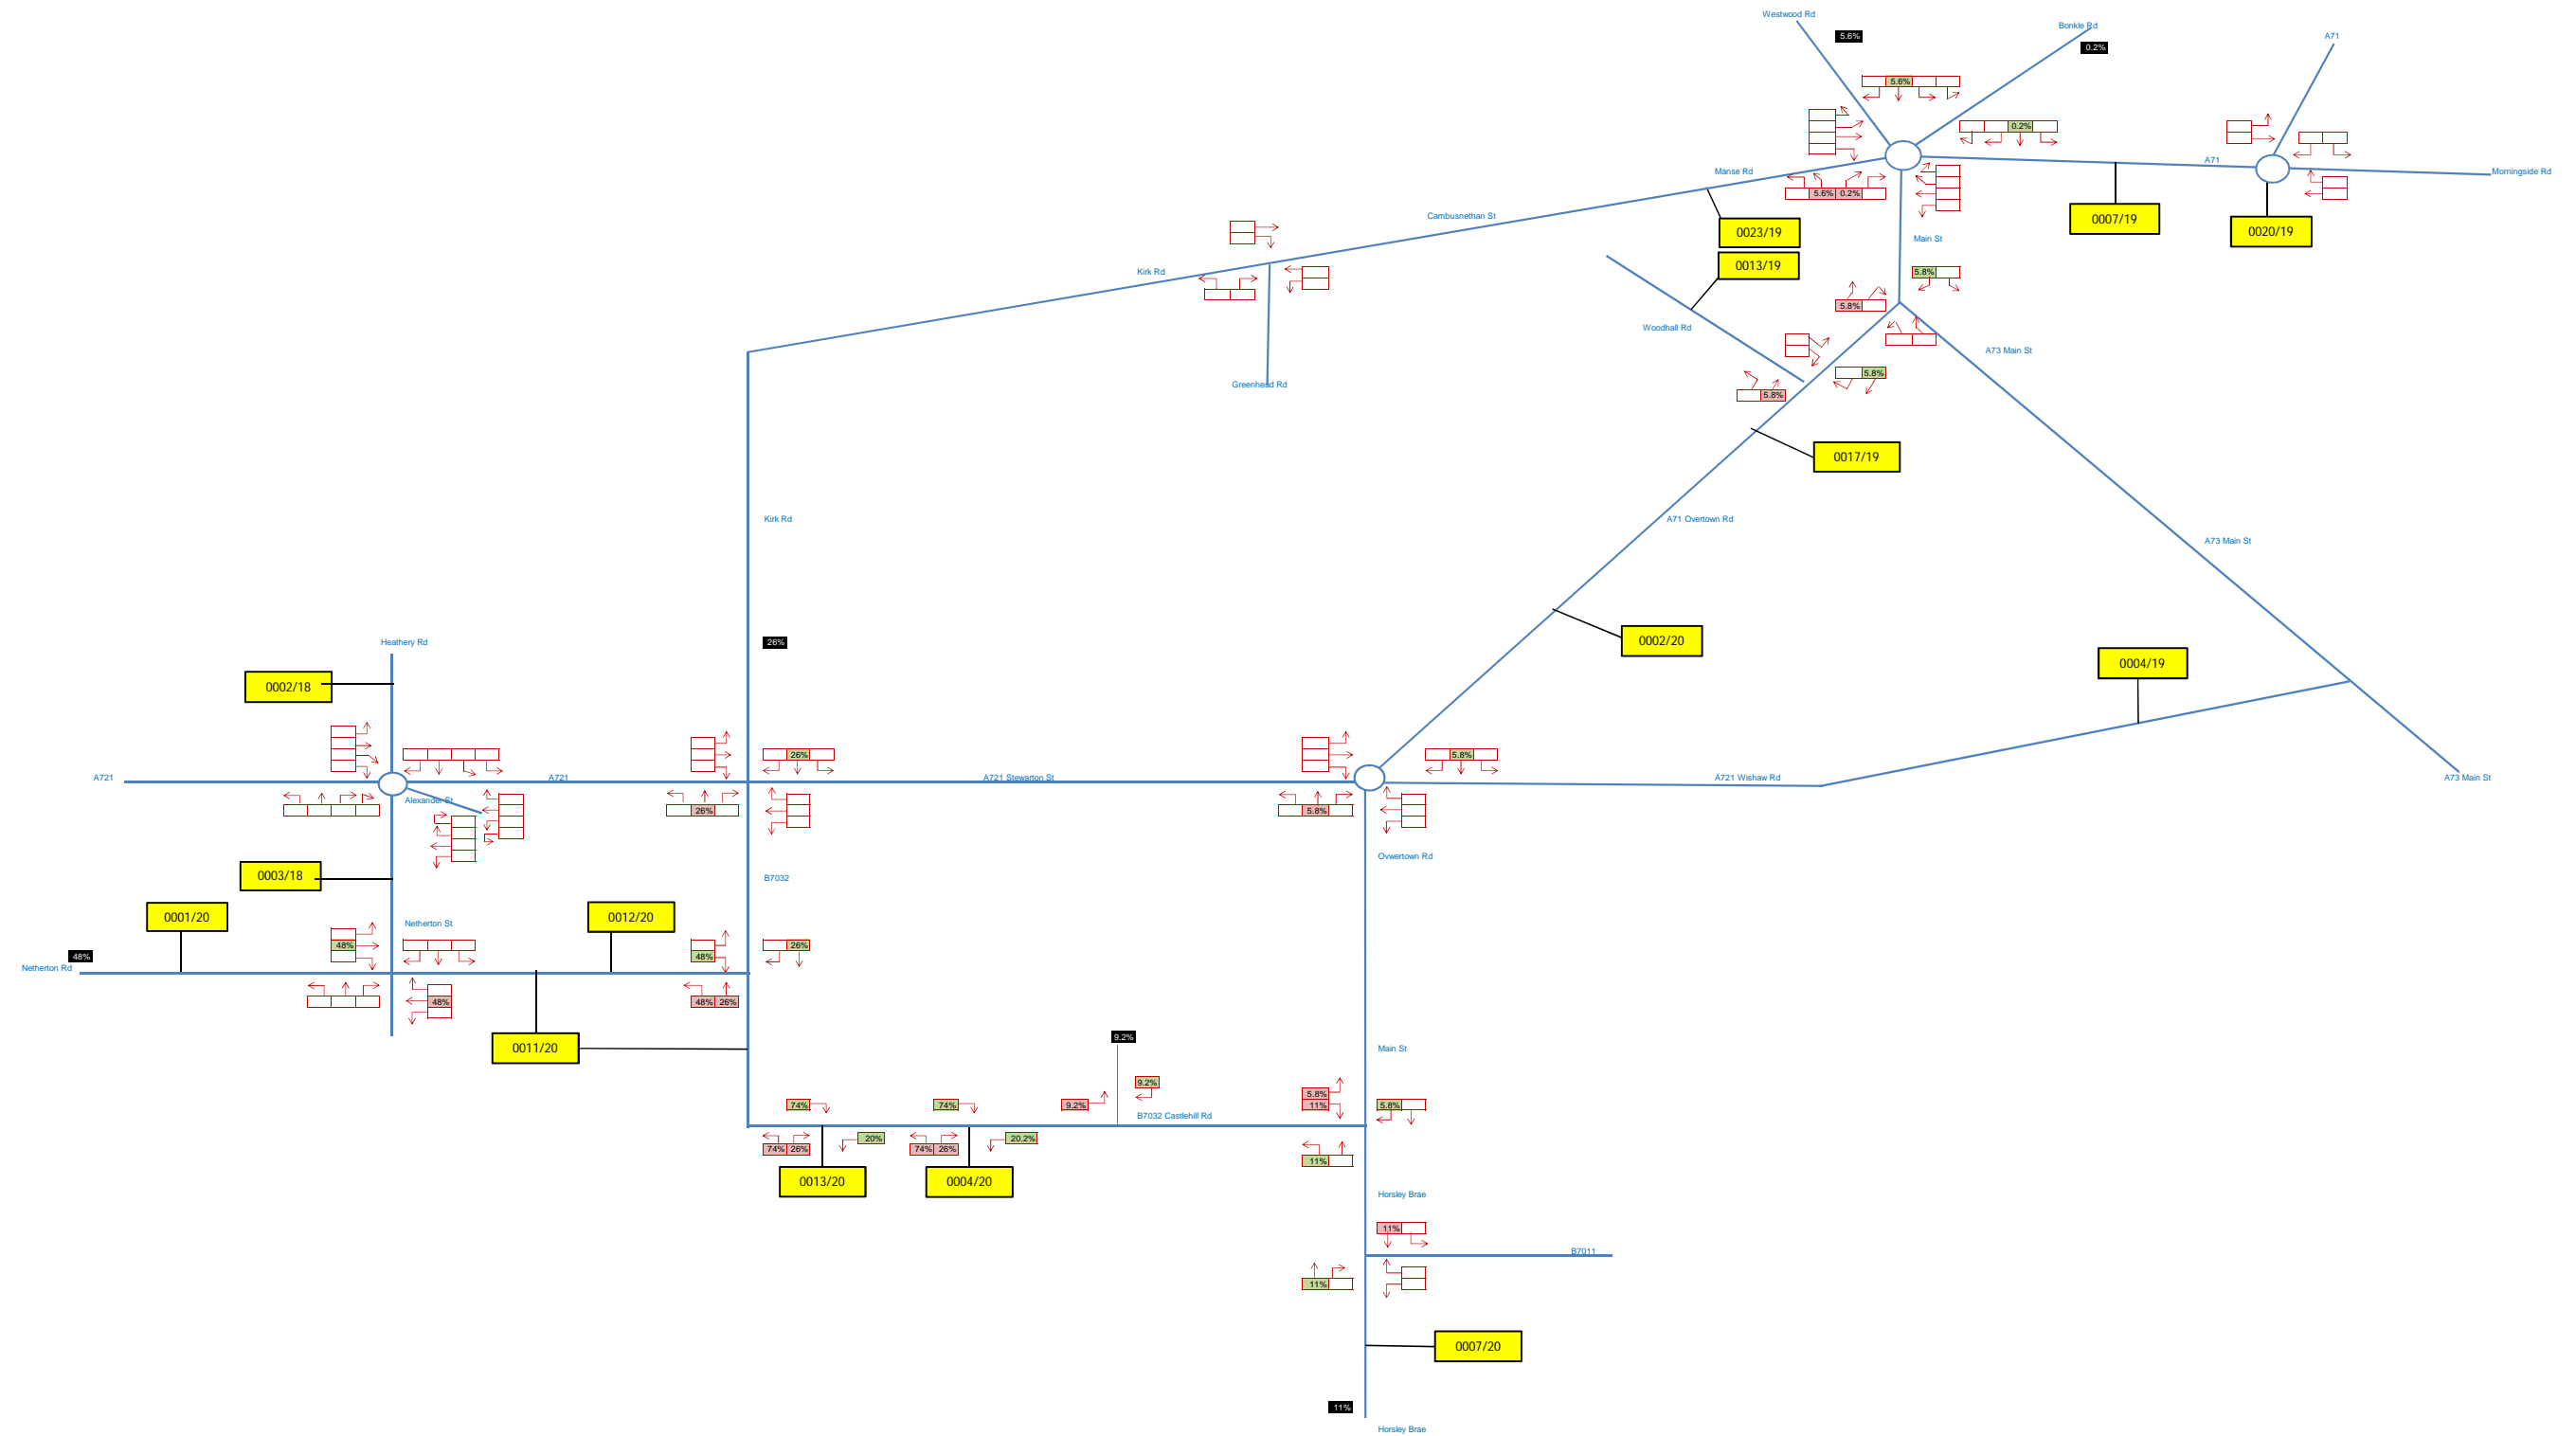 Westwood Rd
Bonkle Rd
5.6%
A71
0.2%
5.6%
0.2%
A71
Manse Rd
Morningside Rd
5.6% 0.2%
Cambusnethan St
0007/19
0020/19
0023/19
Main St
0013/19
Kirk Rd
5.8%
5.8%
Woodhall Rd
A73 Main St
5.8%
Greenhead Rd
5.8%
0017/19
Kirk Rd
A71 Overtown Rd
A73 Main St
Heathery Rd
26%
0002/20
0004/19
0002/18
26%
5.8%
A721
A721
A721 Stewarton St
A721 Wishaw Rd
A73 Main St
Alexander St
26%
5.8%
Ovwertown Rd
0003/18
B7032
0001/20
0012/20
Netherton St
48%
26%
48%
48%
Netherton Rd
48%
48% 26%
0011/20
9.2%
Main St
9.2%
5.8%
74%
74%
9.2%
11%
5.8%
B7032 Castlehill Rd
20%
20.2%
74% 26%
74% 26%
11%
0013/20
0004/20
Horsley Brae
11%
B7011
11%
0007/20
11%
Horsley Brae